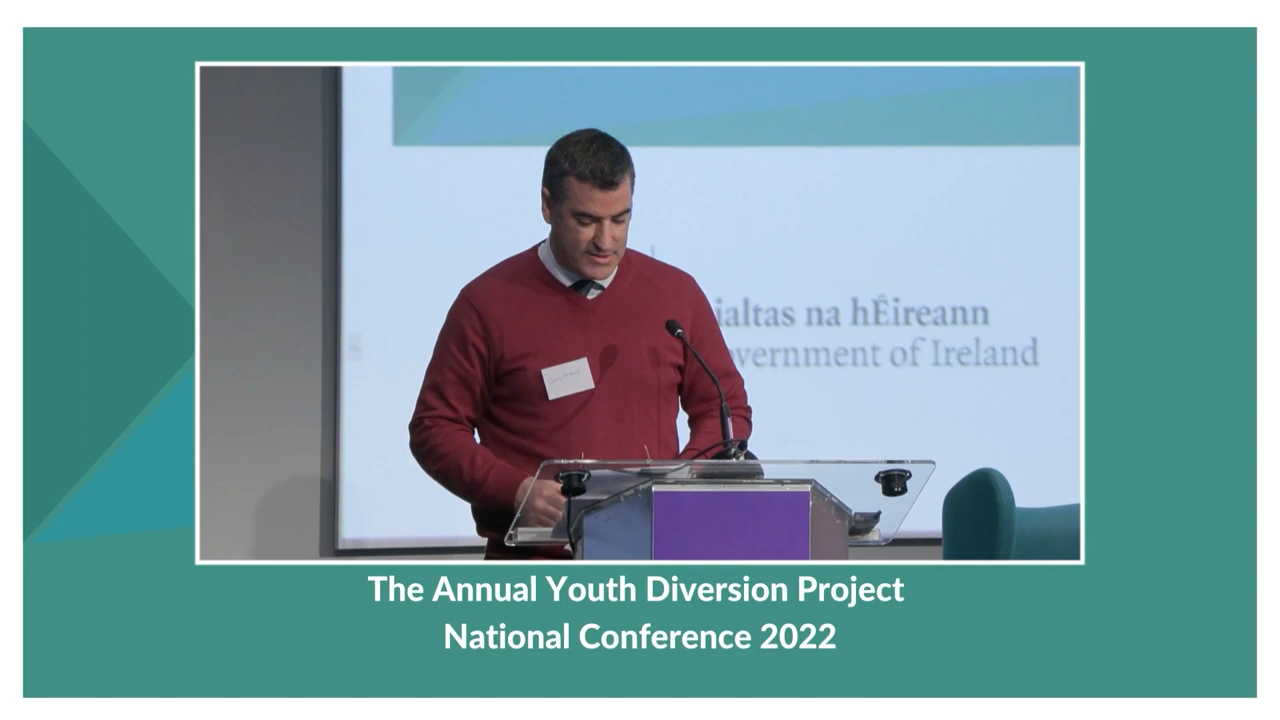 ialtas na hÉireann
vernment of Ireland
The Annual Youth Diversion Project
National Conference 2022